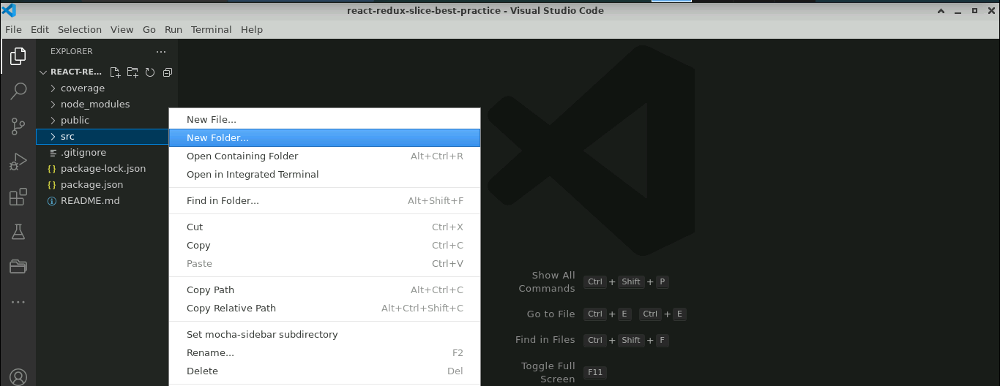 react-redux-slice-best-practice - Visual Studio Code
File Edit Selection View Go Run Terminal Help
EXPLORER
REACT-RE...
coverage
node_modules
public
src
.gitignore
package-lock.json
package.json
README.md
New File...
New Folder...
Open Containing Folder Alt+Ctrl+R
Open in Integrated Terminal
Find in Folder... Alt+Shift+F
Cut Ctrl+X
Copy Ctrl+C
Paste Ctrl+V
Copy Path Alt+Ctrl+C
Copy Relative Path Alt+Ctrl+Shift+C
Set mocha-sidebar subdirectory
Rename... F2
Delete Del
Show All
Commands Ctrl + Shift + P
Go to File Ctrl + E Ctrl + E
Find in Files Ctrl + Shift + F
Toggle Full
Screen F11